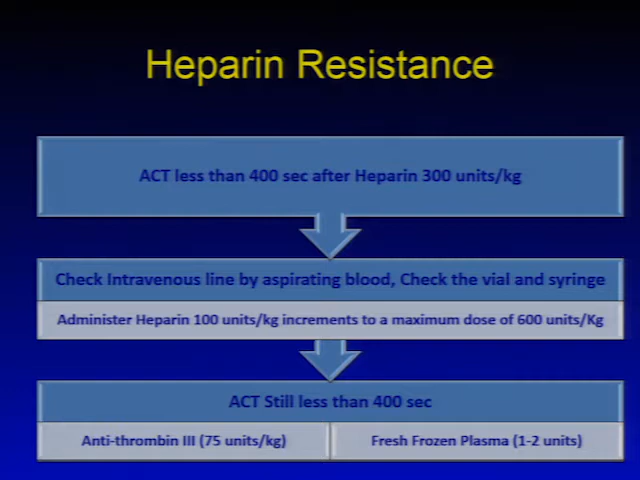 Heparin Resistance
ACT less than 400 sec after Heparin 300 units/kg
Check Intravenous line by aspirating blood, Check the vial and syringe
Administer Heparin 100 units/kg increments to a maximum dose of 600 units/Kg
ACT Still less than 400 sec
Anti-thrombin III (75 units/kg)
Fresh Frozen Plasma (1-2 units)